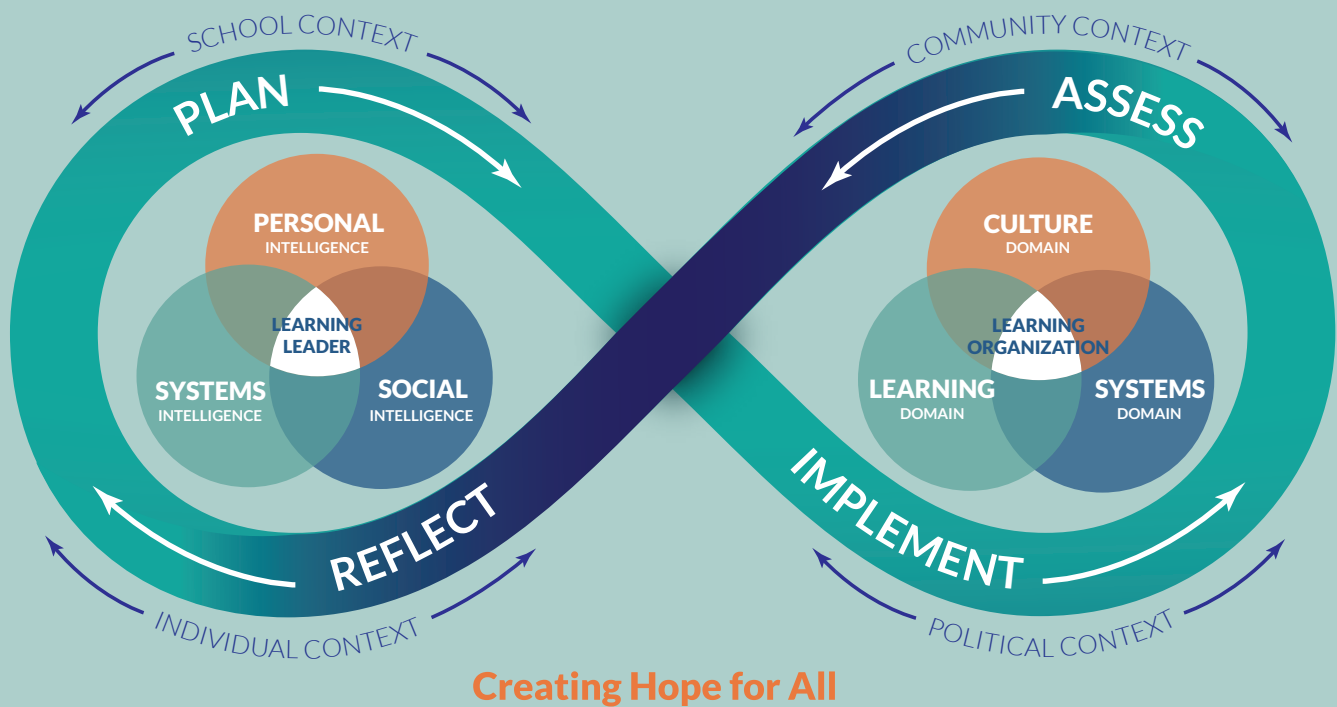 SCHOOL CONTEXT
PLAN
PERSONAL
INTELLIGENCE
LEARNING
LEADER
SYSTEMS
INTELLIGENCE
SOCIAL
INTELLIGENCE
REFLECT
INDIVIDUAL CONTEXT
COMMUNITY CONTEXT
ASSESS
CULTURE
DOMAIN
LEARNING
ORGANIZATION
LEARNING
DOMAIN
SYSTEMS
DOMAIN
IMPLEMENT
POLITICAL CONTEXT
Creating Hope for All